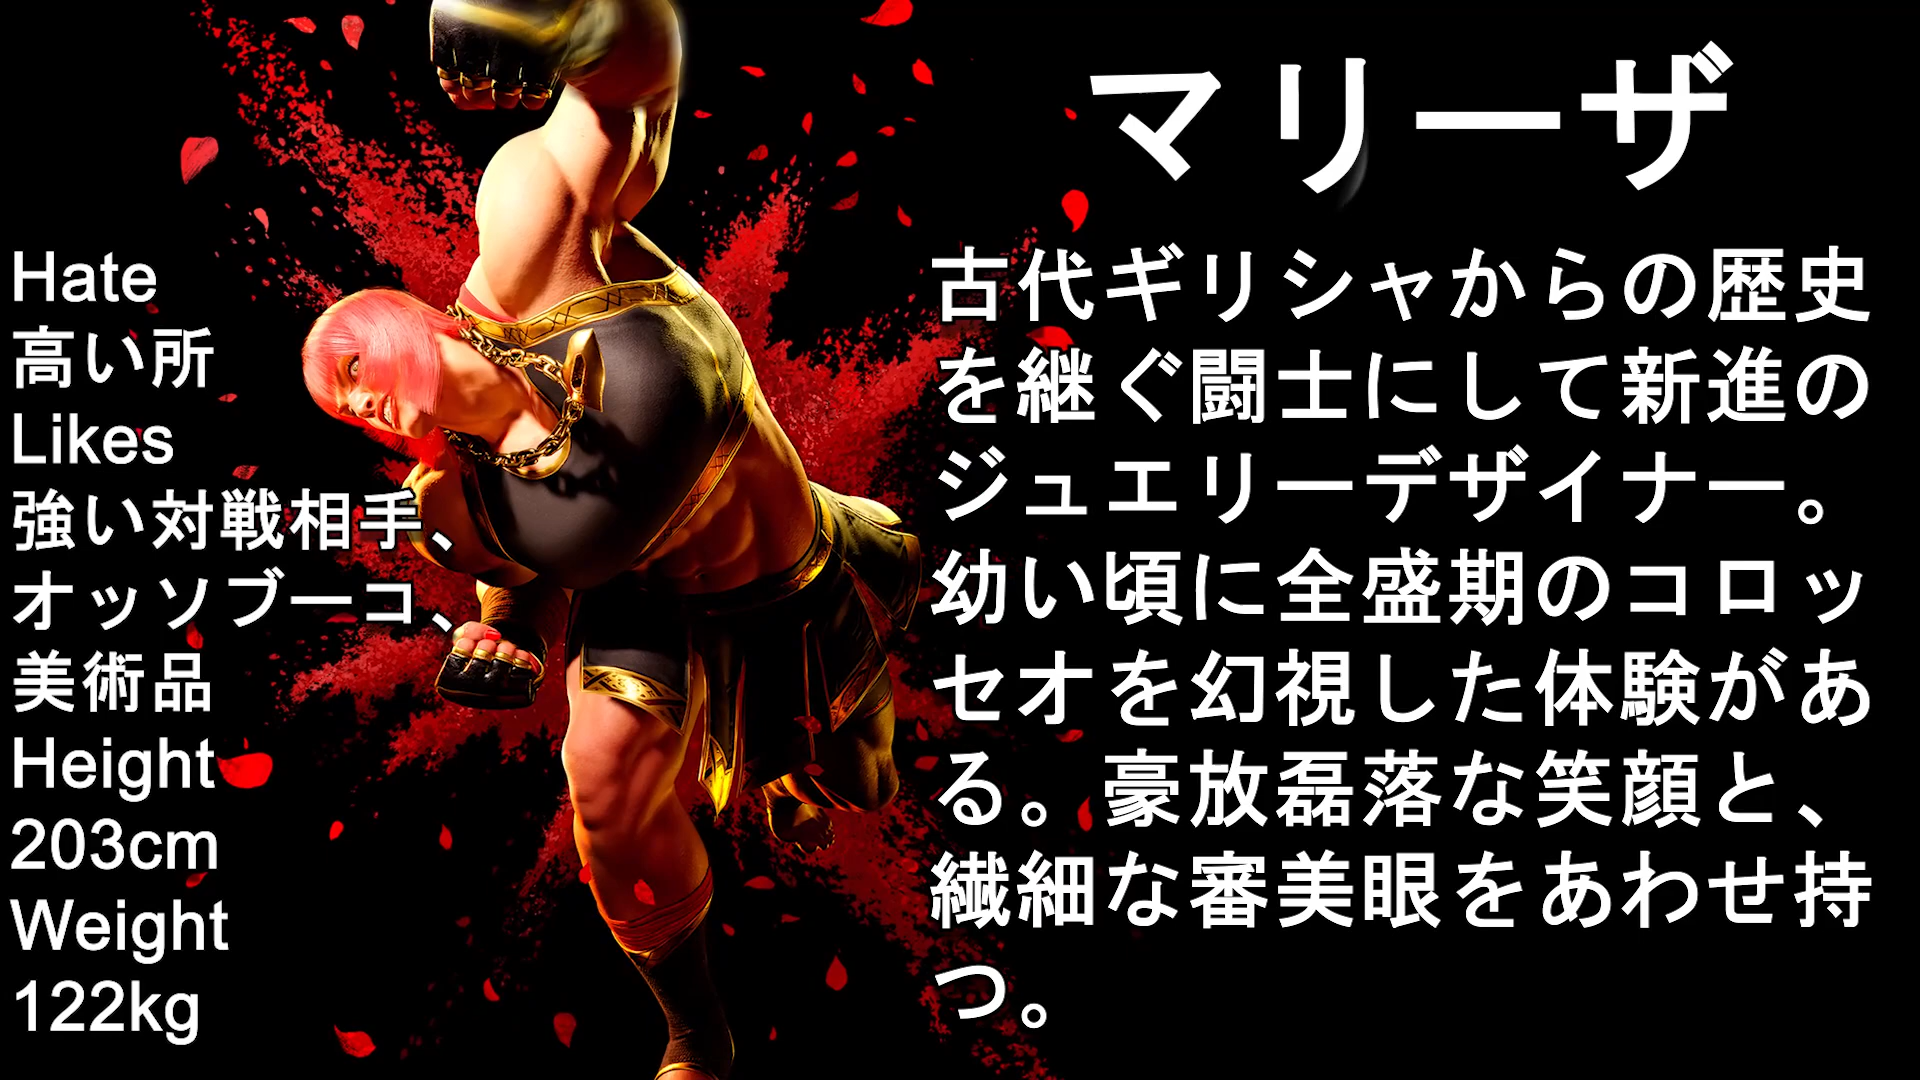 マリーザ
Hate
高い所
Likes
強い対戦相手、
オッソブーコ、
美術品
Height
203cm
Weight
122kg
古代ギリシャからの歴史
を継ぐ闘士にして新進の
ジュエリーデザイナー。
幼い頃に全盛期のコロッ
セオを幻視した体験があ
る。豪放磊落な笑顔と、
繊細な審美眼をあわせ持
つ。